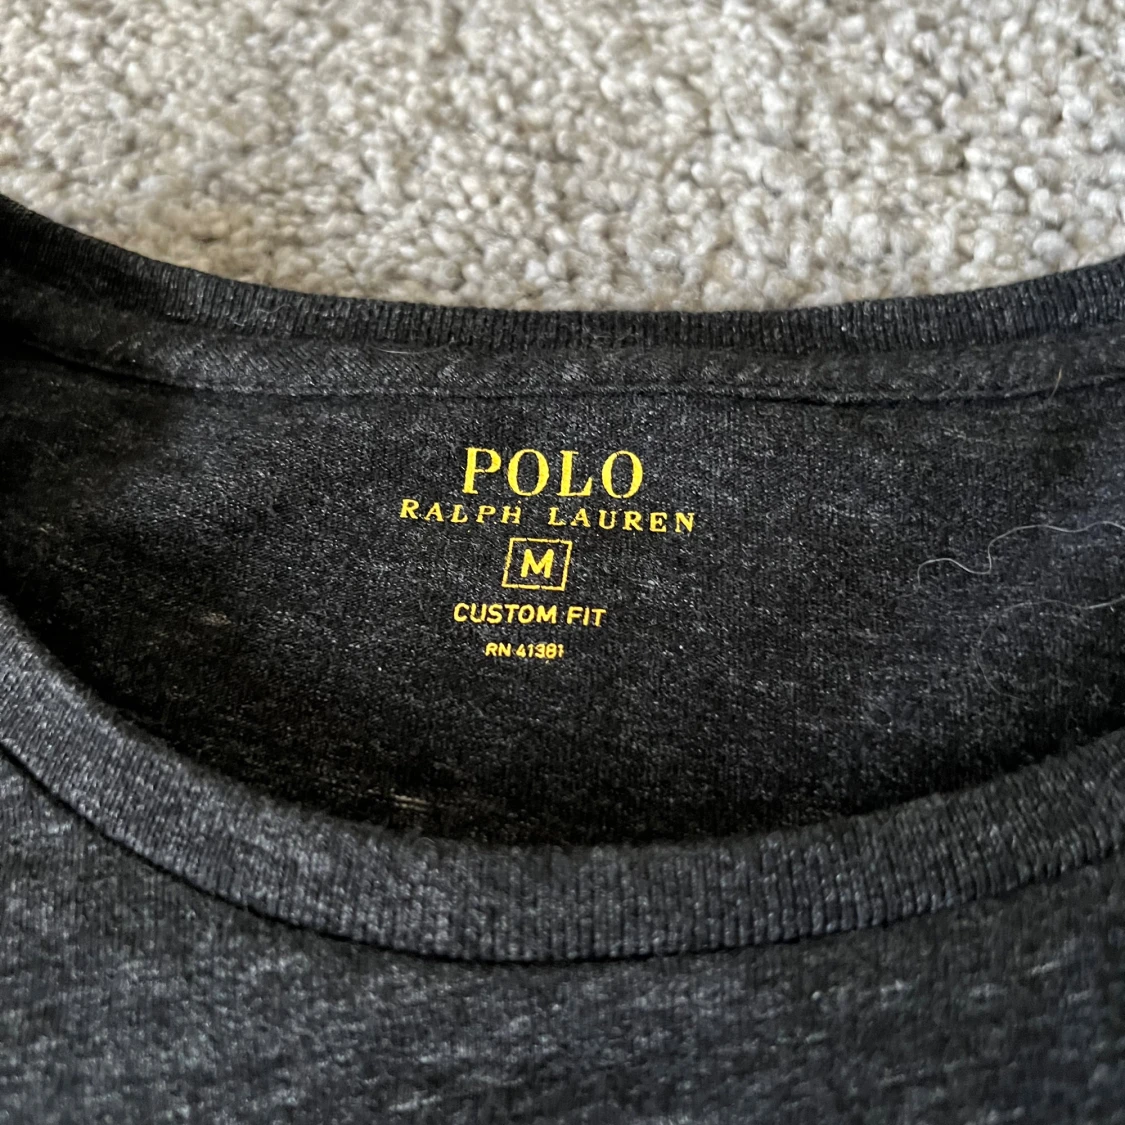 POLO
RALPH LAUREN
M
CUSTOM FIT
RN 41381